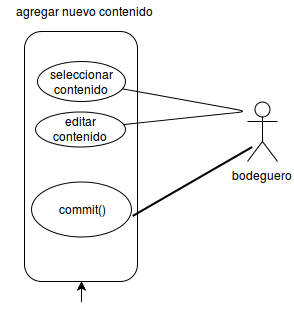 agregar nuevo contenido
seleccionar
contenido
editar
contenido
commit()
bodeguero